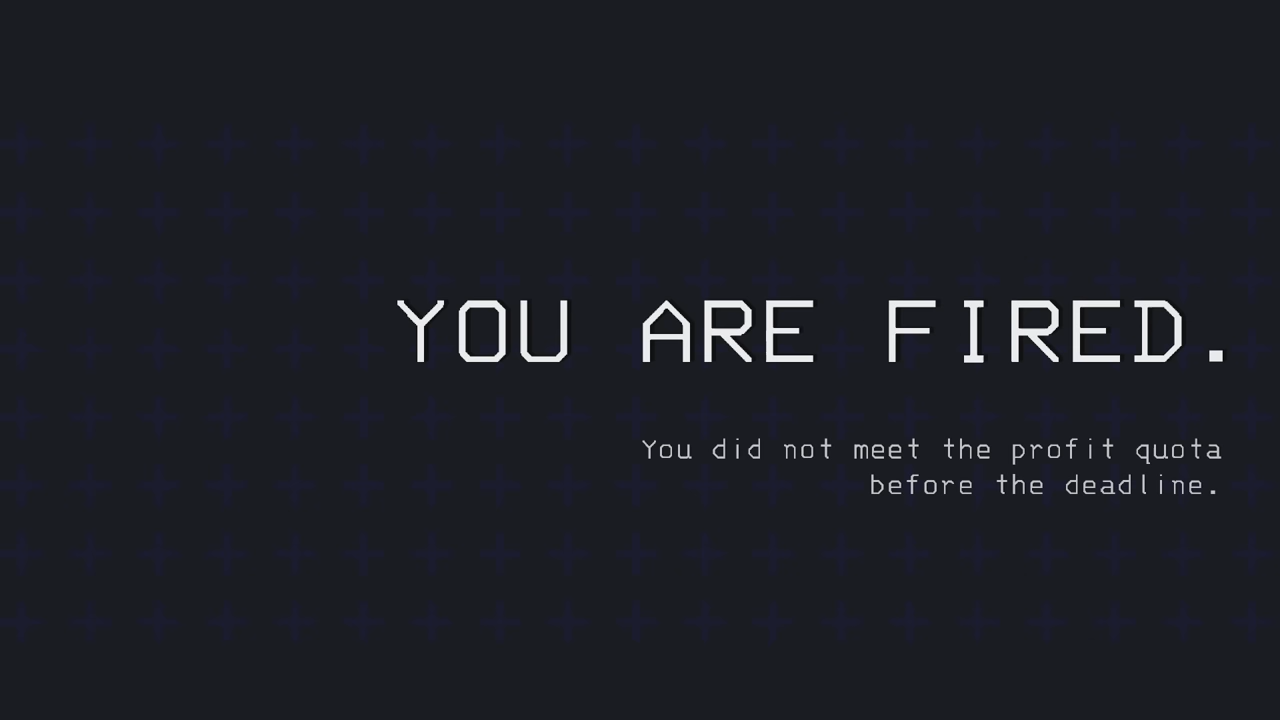 YOU ARE FIRED.
You did not meet the profit quota
before the deadline.